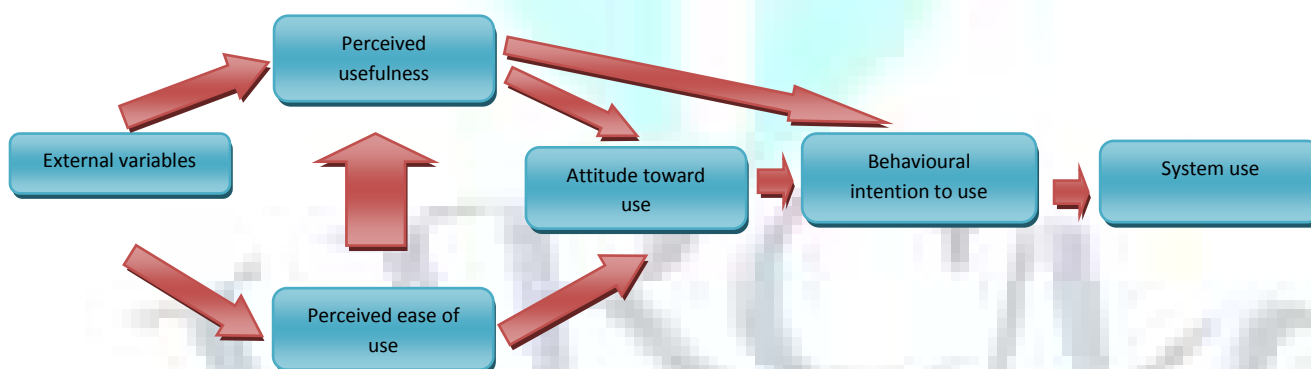 Perceived
usefulness
External variables
Attitude toward
use
Behavioural
intention to use
System use
Perceived ease of
use